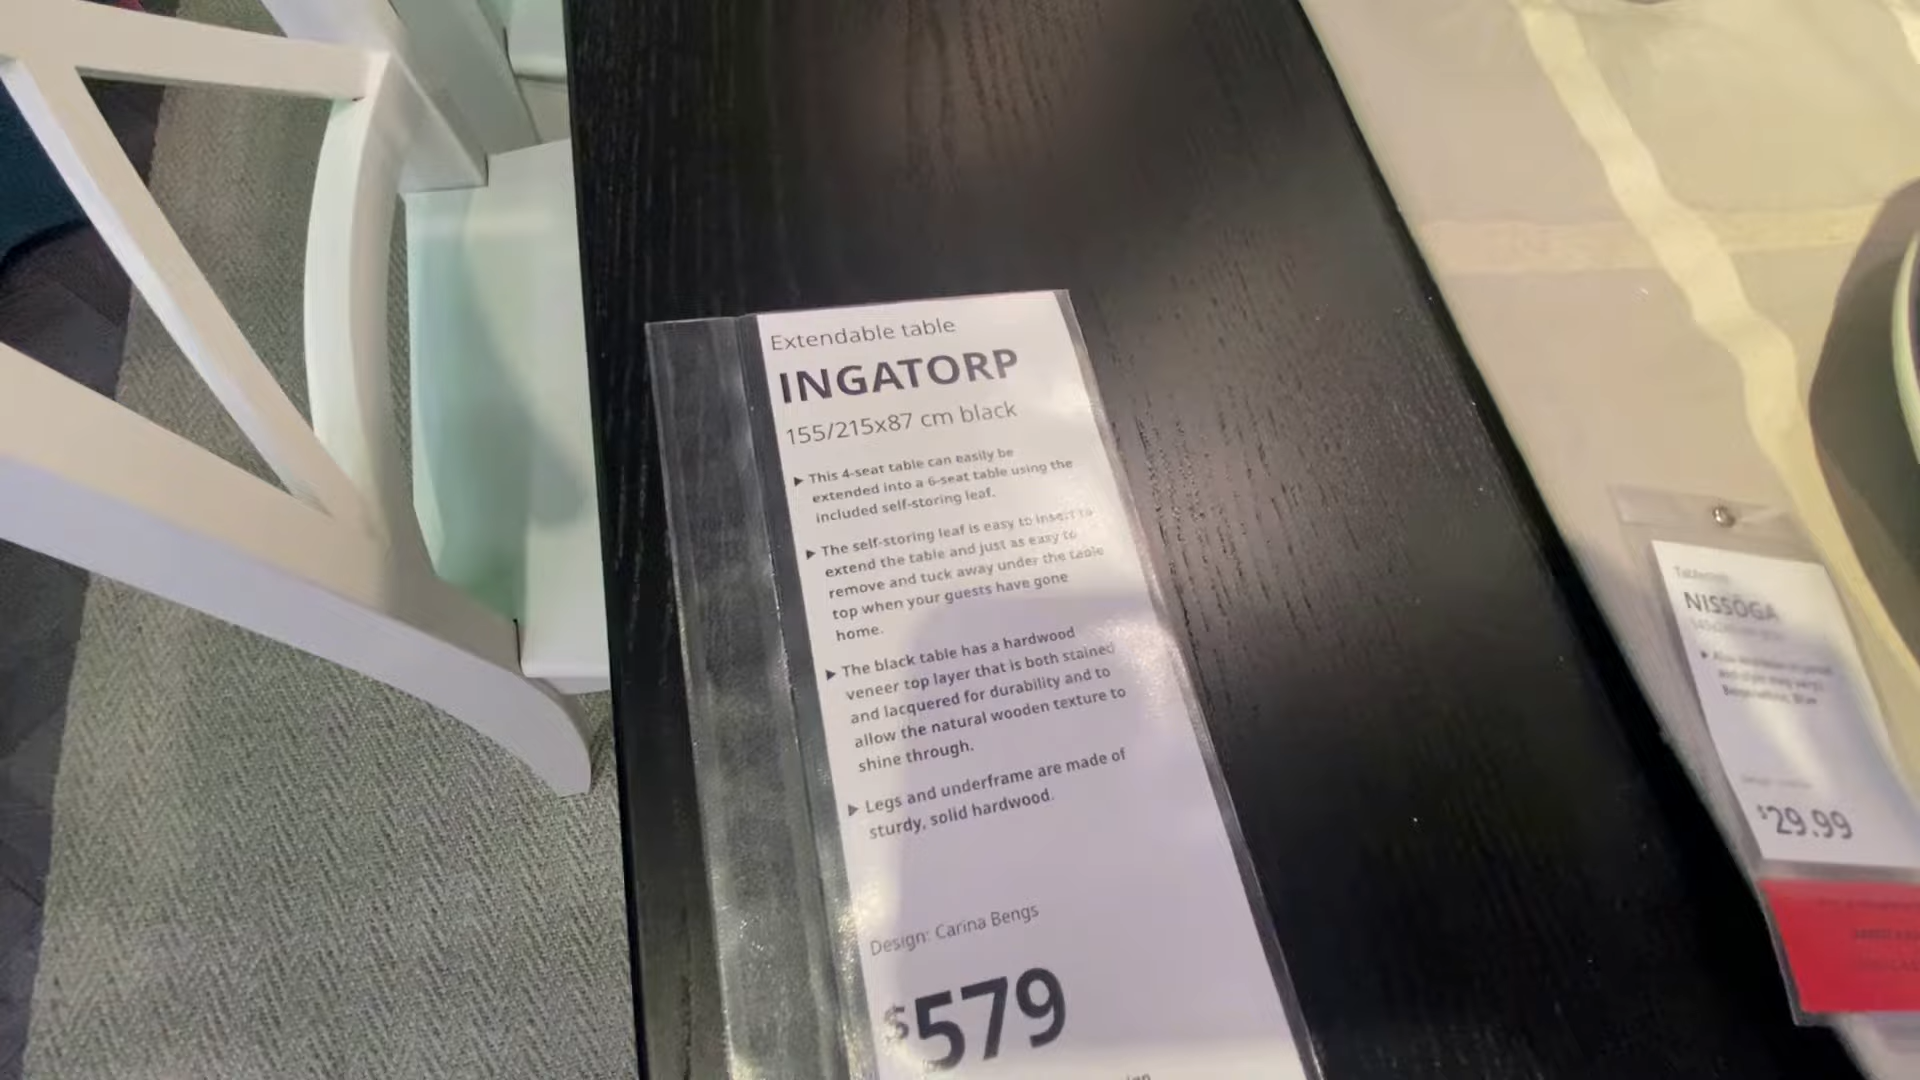 Extendable table
INGATORP
155/215x87 cm black
▶ This 4-seat table can easily be
extended into a 6-seat table using the
included self-storing leaf.
▶ The self-storing leaf is easy to insert to
extend the table and just as easy to
remove and tuck away under the table
top when your guests have gone
home.
▶ The black table has a hardwood
veneer top layer that is both stained
and lacquered for durability and to
allow the natural wooden texture to
shine through.
▶ Legs and underframe are made of
sturdy, solid hardwood.
Design: Carina Bengs
$579
NISSÖGA
$29.99